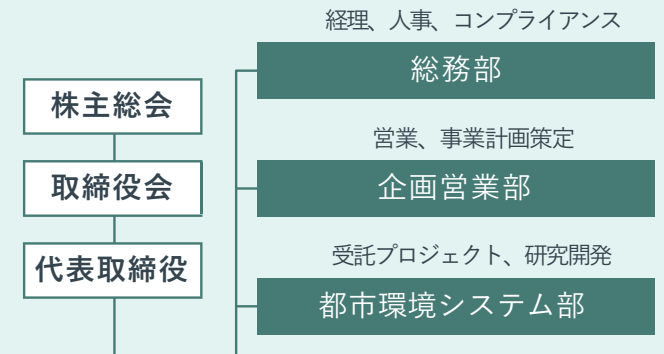 株主総会
取締役会
代表取締役
経理、人事、コンプライアンス
総務部
営業、事業計画策定
企画営業部
受託プロジェクト、研究開発
都市環境システム部